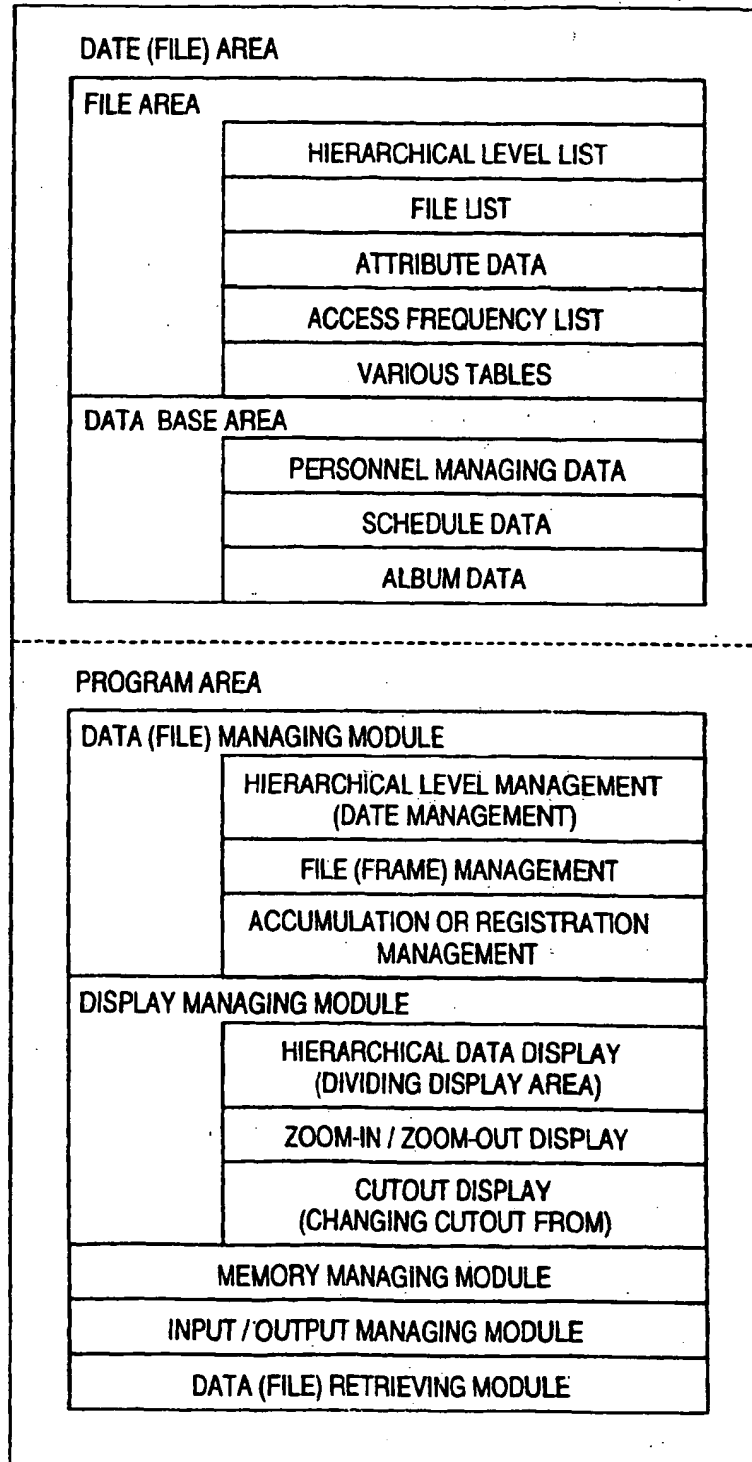 DATE (FILE) AREA
FILE AREA
HIERARCHICAL LEVEL LIST
FILE LIST
ATTRIBUTE DATA
ACCESS FREQUENCY LIST
VARIOUS TABLES
DATA BASE AREA
PERSONNEL MANAGING DATA
SCHEDULE DATA
ALBUM DATA
PROGRAM AREA
DATA (FILE) MANAGING MODULE
HIERARCHICAL LEVEL MANAGEMENT
(DATE MANAGEMENT)
FILE (FRAME) MANAGEMENT
ACCUMULATION OR REGISTRATION
MANAGEMENT
DISPLAY MANAGING MODULE
HIERARCHICAL DATA DISPLAY
(DIVIDING DISPLAY AREA)
ZOOM-IN / ZOOM-OUT DISPLAY
CUTOUT DISPLAY
(CHANGING CUTOUT FROM)
MEMORY MANAGING MODULE
INPUT / OUTPUT MANAGING MODULE
DATA (FILE) RETRIEVING MODULE